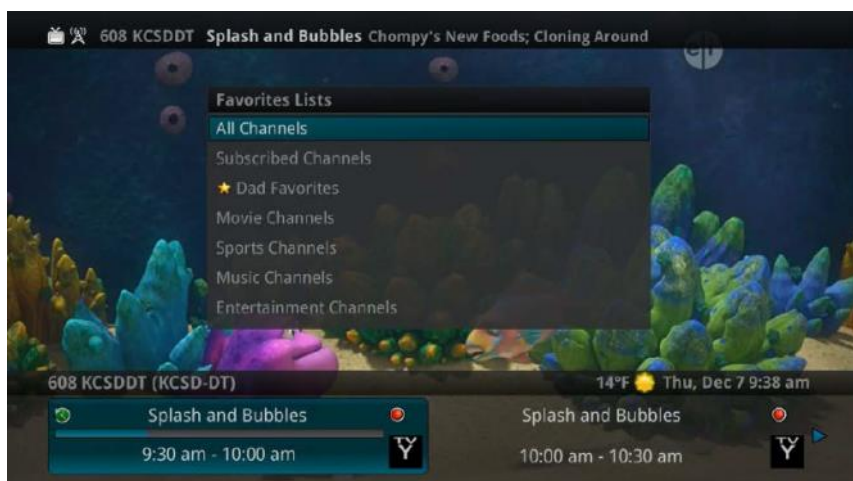 608 KCSDDT Splash and Bubbles Chompy's New Foods; Cloning Around
Favorites Lists
All Channels
Subscribed Channels
Dad Favorites
Movie Channels
Sports Channels
Music Channels
Entertainment Channels
608 KCSDDT (KCSD-DT) 14°F Thu, Dec 7 9:38 am
Splash and Bubbles Splash and Bubbles
9:30 am - 10:00 am TV Y 10:00 am - 10:30 am TV Y